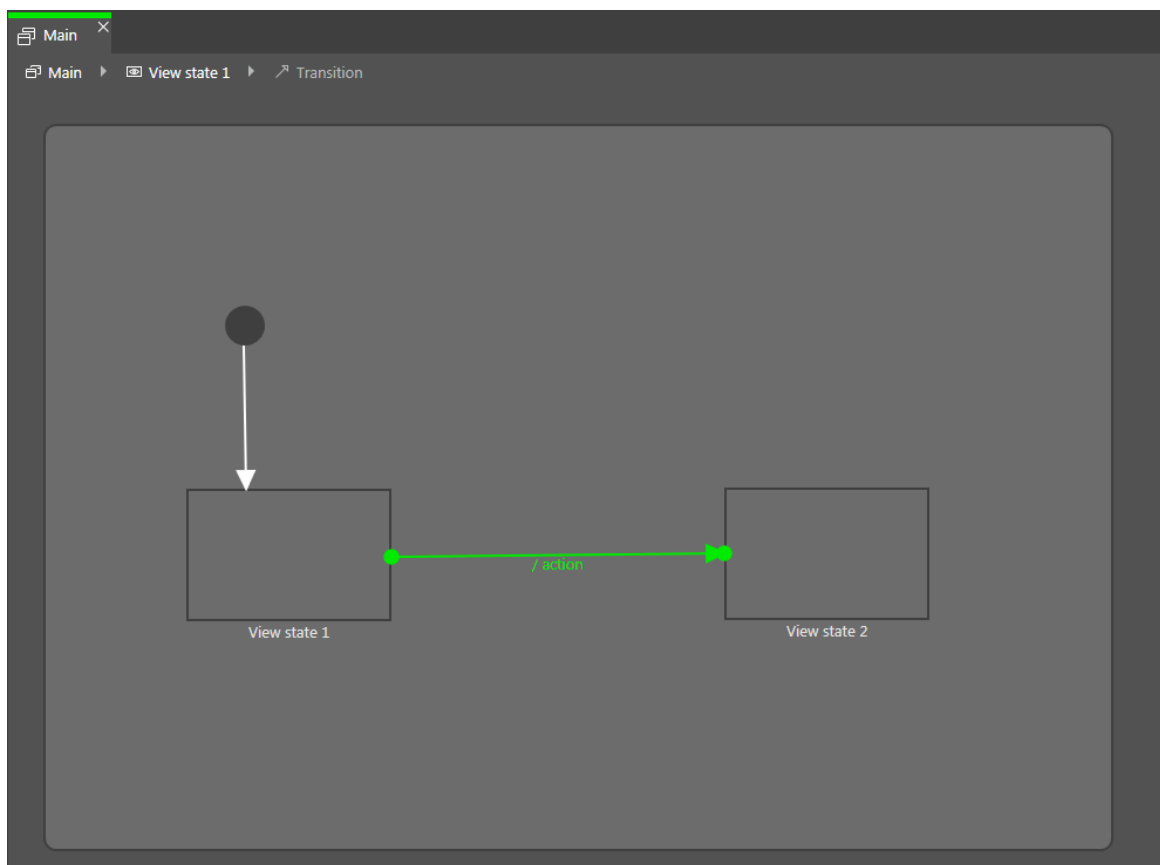 Main
Main View state 1 Transition
/ action
View state 1
View state 2